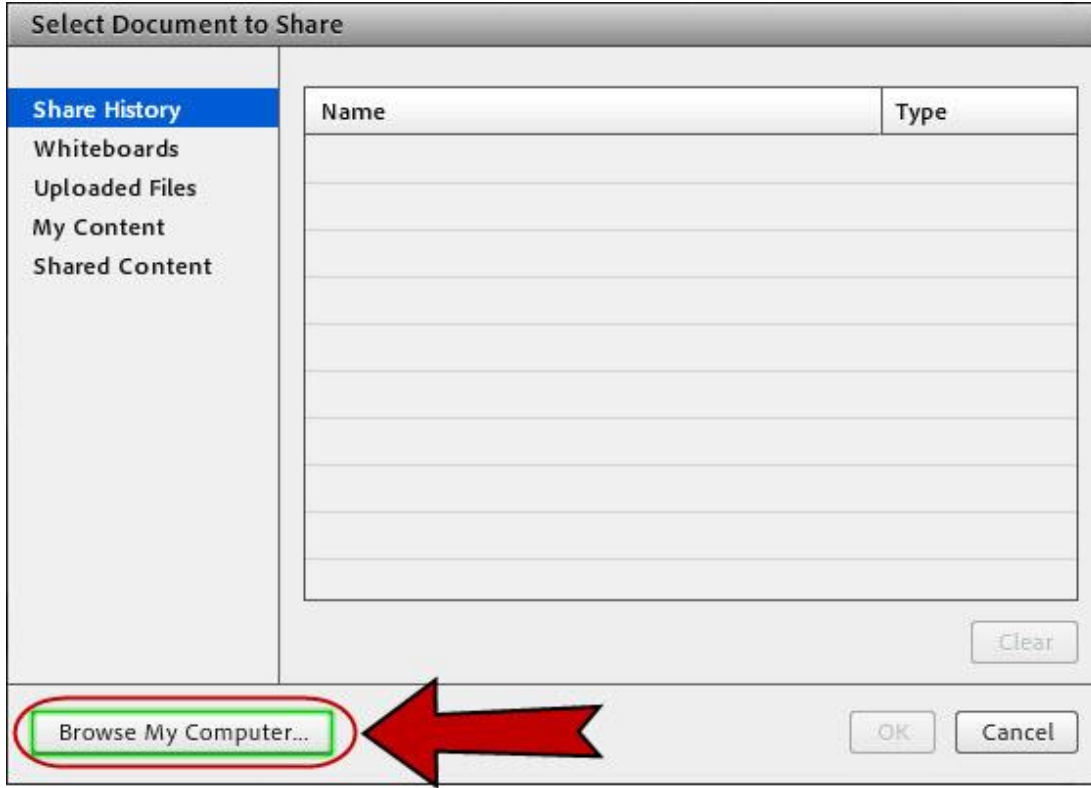 Select Document to Share
Share History
Whiteboards
Uploaded Files
My Content
Shared Content
Name Type
Clear
Browse My Computer... OK Cancel